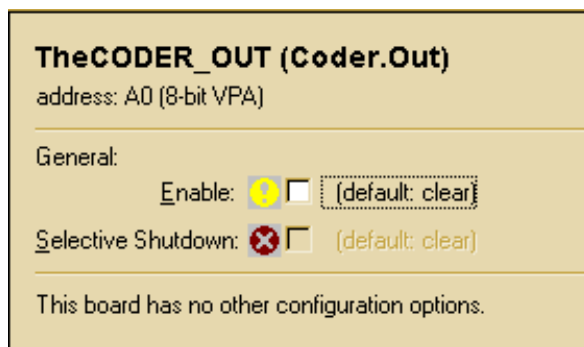 TheCODER_OUT (Coder.Out)
address: A0 (8-bit VPA)
General:
Enable: (default: clear)
Selective Shutdown: (default: clear)
This board has no other configuration options.